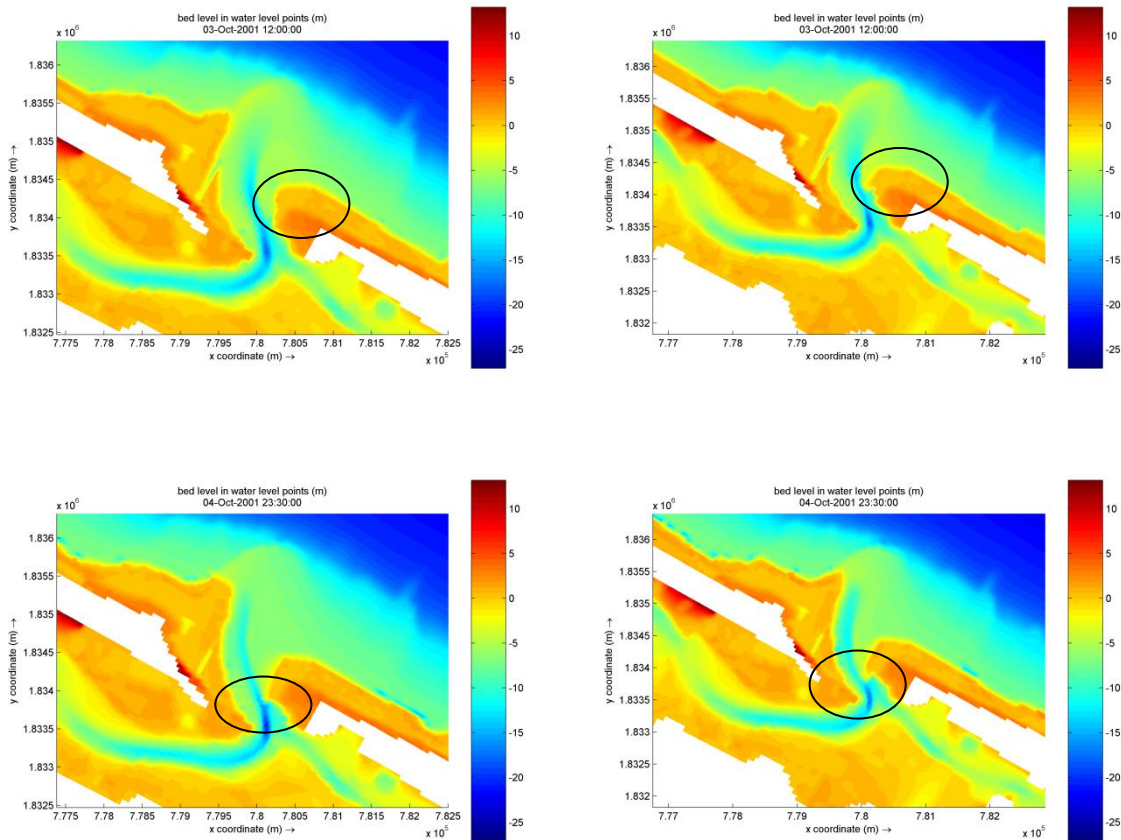 bed level in water level points (m)
03-Oct-2001 12:00:00
x 10^6
1.836
1.8355
1.835
1.8345
1.834
1.8335
1.833
1.8325
y coordinate (m) →
7.775 7.78 7.785 7.79 7.795 7.8 7.805 7.81 7.815 7.82 7.825
x coordinate (m) →
x 10^5
10
5
0
-5
-10
-15
-20
-25
bed level in water level points (m)
03-Oct-2001 12:00:00
x 10^6
1.836
1.8355
1.835
1.8345
1.834
1.8335
1.833
1.8325
1.832
y coordinate (m) →
7.77 7.78 7.79 7.8 7.81 7.82
x coordinate (m) →
x 10^5
10
5
0
-5
-10
-15
-20
-25
bed level in water level points (m)
04-Oct-2001 23:30:00
x 10^6
1.836
1.8355
1.835
1.8345
1.834
1.8335
1.833
1.8325
y coordinate (m) →
7.775 7.78 7.785 7.79 7.795 7.8 7.805 7.81 7.815 7.82 7.825
x coordinate (m) →
x 10^5
10
5
0
-5
-10
-15
-20
-25
bed level in water level points (m)
04-Oct-2001 23:30:00
x 10^6
1.836
1.8355
1.835
1.8345
1.834
1.8335
1.833
1.8325
1.832
y coordinate (m) →
7.77 7.78 7.79 7.8 7.81 7.82
x coordinate (m) →
x 10^5
10
5
0
-5
-10
-15
-20
-25